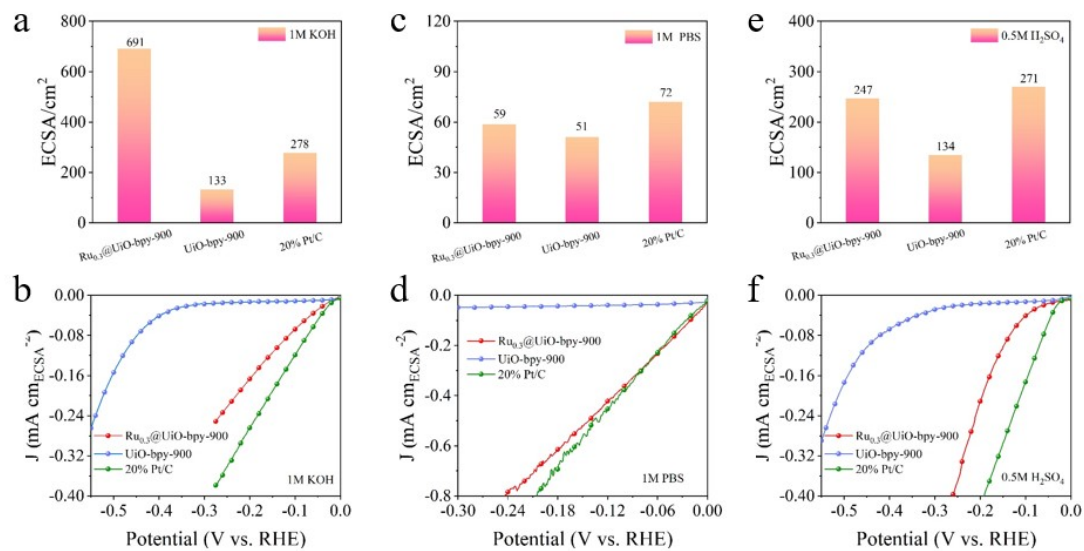 a
ECSA/cm²
800
600
400
200
0
1M KOH
691
133
278
Ru₀.₃@UiO-bpy-900
UiO-bpy-900
20% Pt/C
c
ECSA/cm²
150
120
90
60
30
0
1M PBS
59
51
72
Ru₀.₃@UiO-bpy-900
UiO-bpy-900
20% Pt/C
e
ECSA/cm²
400
300
200
100
0
0.5M H₂SO₄
247
134
271
Ru₀.₃@UiO-bpy-900
UiO-bpy-900
20% Pt/C
b
J (mA cm_ECSA⁻²)
0.00
-0.08
-0.16
-0.24
-0.32
-0.40
Ru₀.₃@UiO-bpy-900
UiO-bpy-900
20% Pt/C
1M KOH
-0.5 -0.4 -0.3 -0.2 -0.1 0.0
Potential (V vs. RHE)
d
J (mA cm_ECSA⁻²)
0.0
-0.2
-0.4
-0.6
-0.8
Ru₀.₃@UiO-bpy-900
UiO-bpy-900
20% Pt/C
1M PBS
-0.30 -0.24 -0.18 -0.12 -0.06 0.00
Potential (V vs. RHE)
f
J (mA cm_ECSA⁻²)
0.00
-0.08
-0.16
-0.24
-0.32
-0.40
Ru₀.₃@UiO-bpy-900
UiO-bpy-900
20% Pt/C
0.5M H₂SO₄
-0.5 -0.4 -0.3 -0.2 -0.1 0.0
Potential (V vs. RHE)